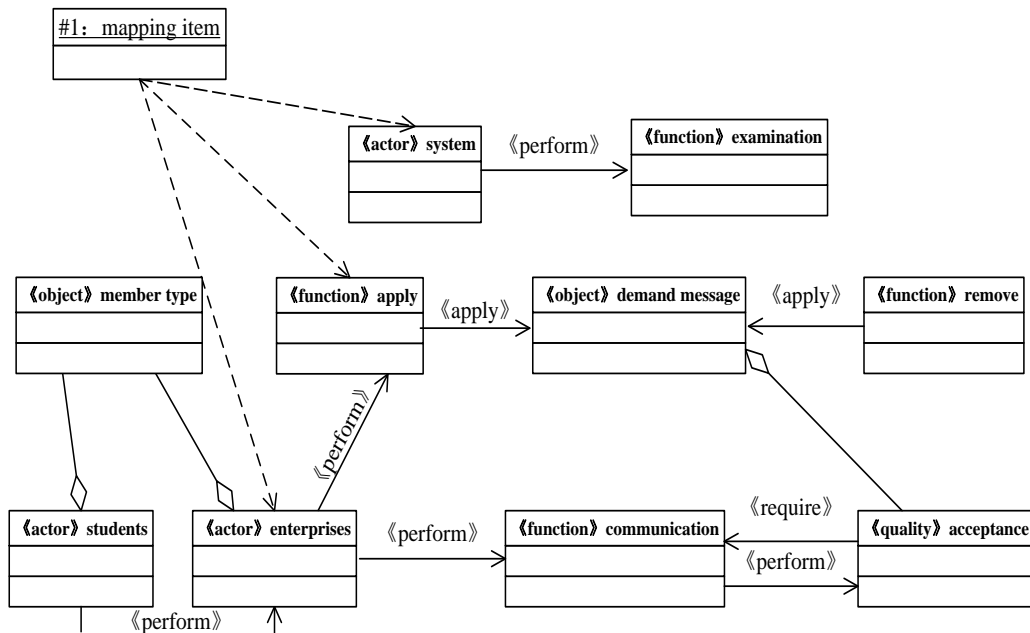 #1：mapping item
《actor》system
《perform》
《function》examination
《object》member type
《function》apply
《apply》
《object》demand message
《apply》
《function》remove
《perform》
《actor》students
《actor》enterprises
《perform》
《function》communication
《require》
《perform》
《quality》acceptance
《perform》